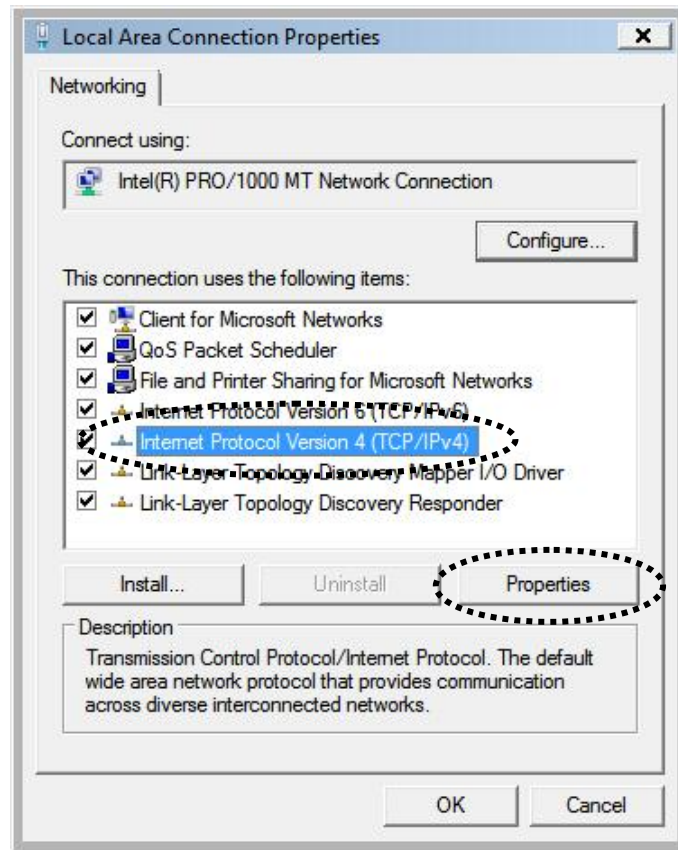 Local Area Connection Properties
Networking
Connect using:
Intel(R) PRO/1000 MT Network Connection
Configure...
This connection uses the following items:
Client for Microsoft Networks
QoS Packet Scheduler
File and Printer Sharing for Microsoft Networks
Internet Protocol Version 6 (TCP/IPv6)
Internet Protocol Version 4 (TCP/IPv4)
Link-Layer Topology Discovery Mapper I/O Driver
Link-Layer Topology Discovery Responder
Install... Uninstall Properties
Description
Transmission Control Protocol/Internet Protocol. The default
wide area network protocol that provides communication
across diverse interconnected networks.
OK Cancel